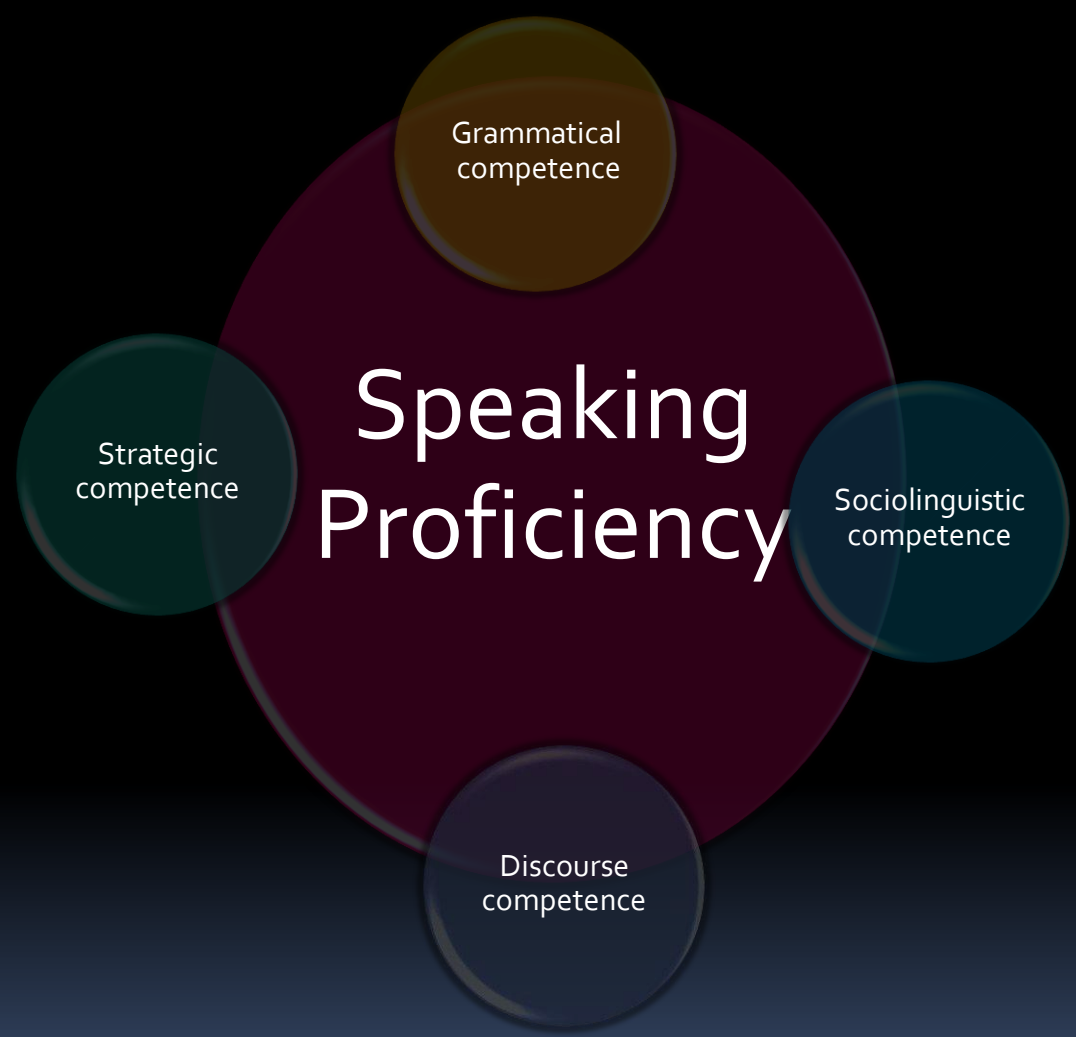 Grammatical
competence
Speaking
Proficiency
Strategic
competence
Sociolinguistic
competence
Discourse
competence